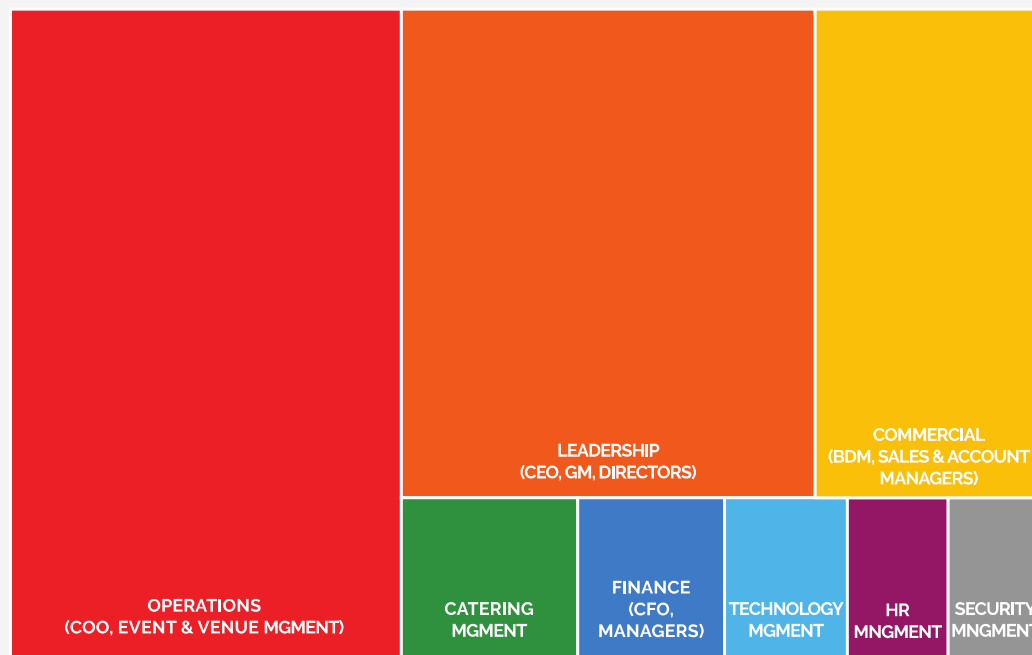 LEADERSHIP
(CEO, GM, DIRECTORS)
COMMERCIAL
(BDM, SALES & ACCOUNT
MANAGERS)
OPERATIONS
(COO, EVENT & VENUE MGMENT)
CATERING
MGMENT
FINANCE
(CFO,
MANAGERS)
TECHNOLOGY
MGMENT
HR
MNGMENT
SECURITY
MNGMENT